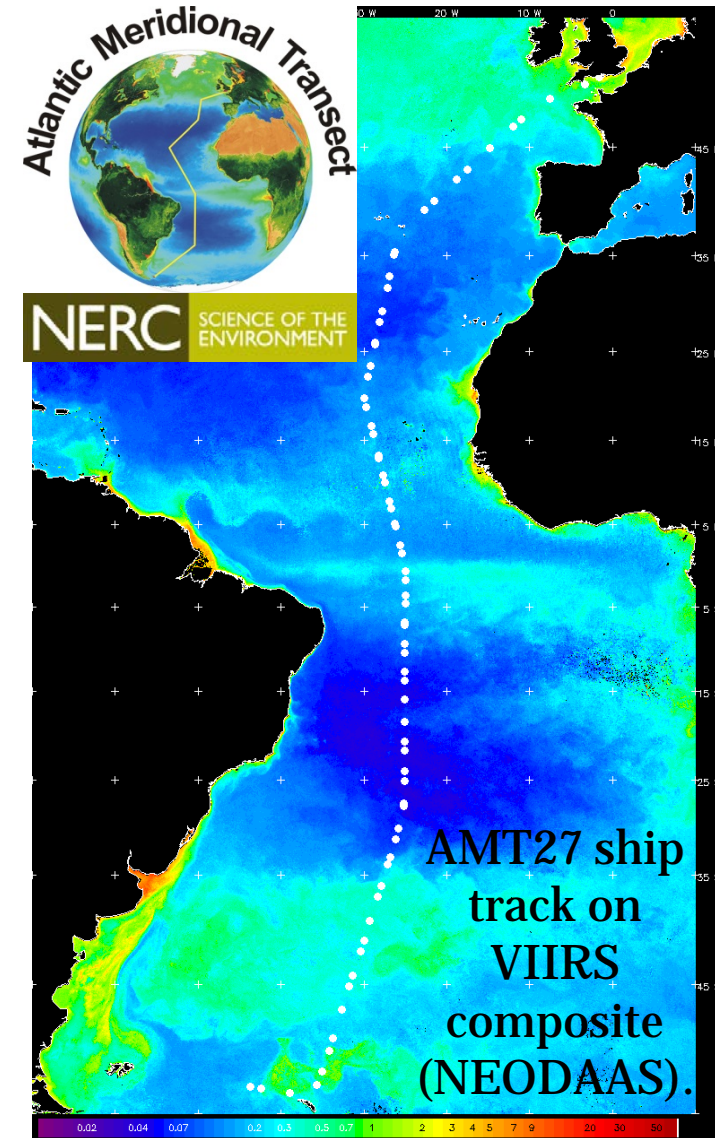 Atlantic Meridional Transect
NERC SCIENCE OF THE
ENVIRONMENT
0 W 20 W 10 W 0
45
35
25
15
5
5
15
25
35
45
AMT27 ship
track on
VIIRS
composite
(NEODAAS).
0.02 0.04 0.07 0.2 0.3 0.5 0.7 1 2 3 4 5 7 9 20 30 50